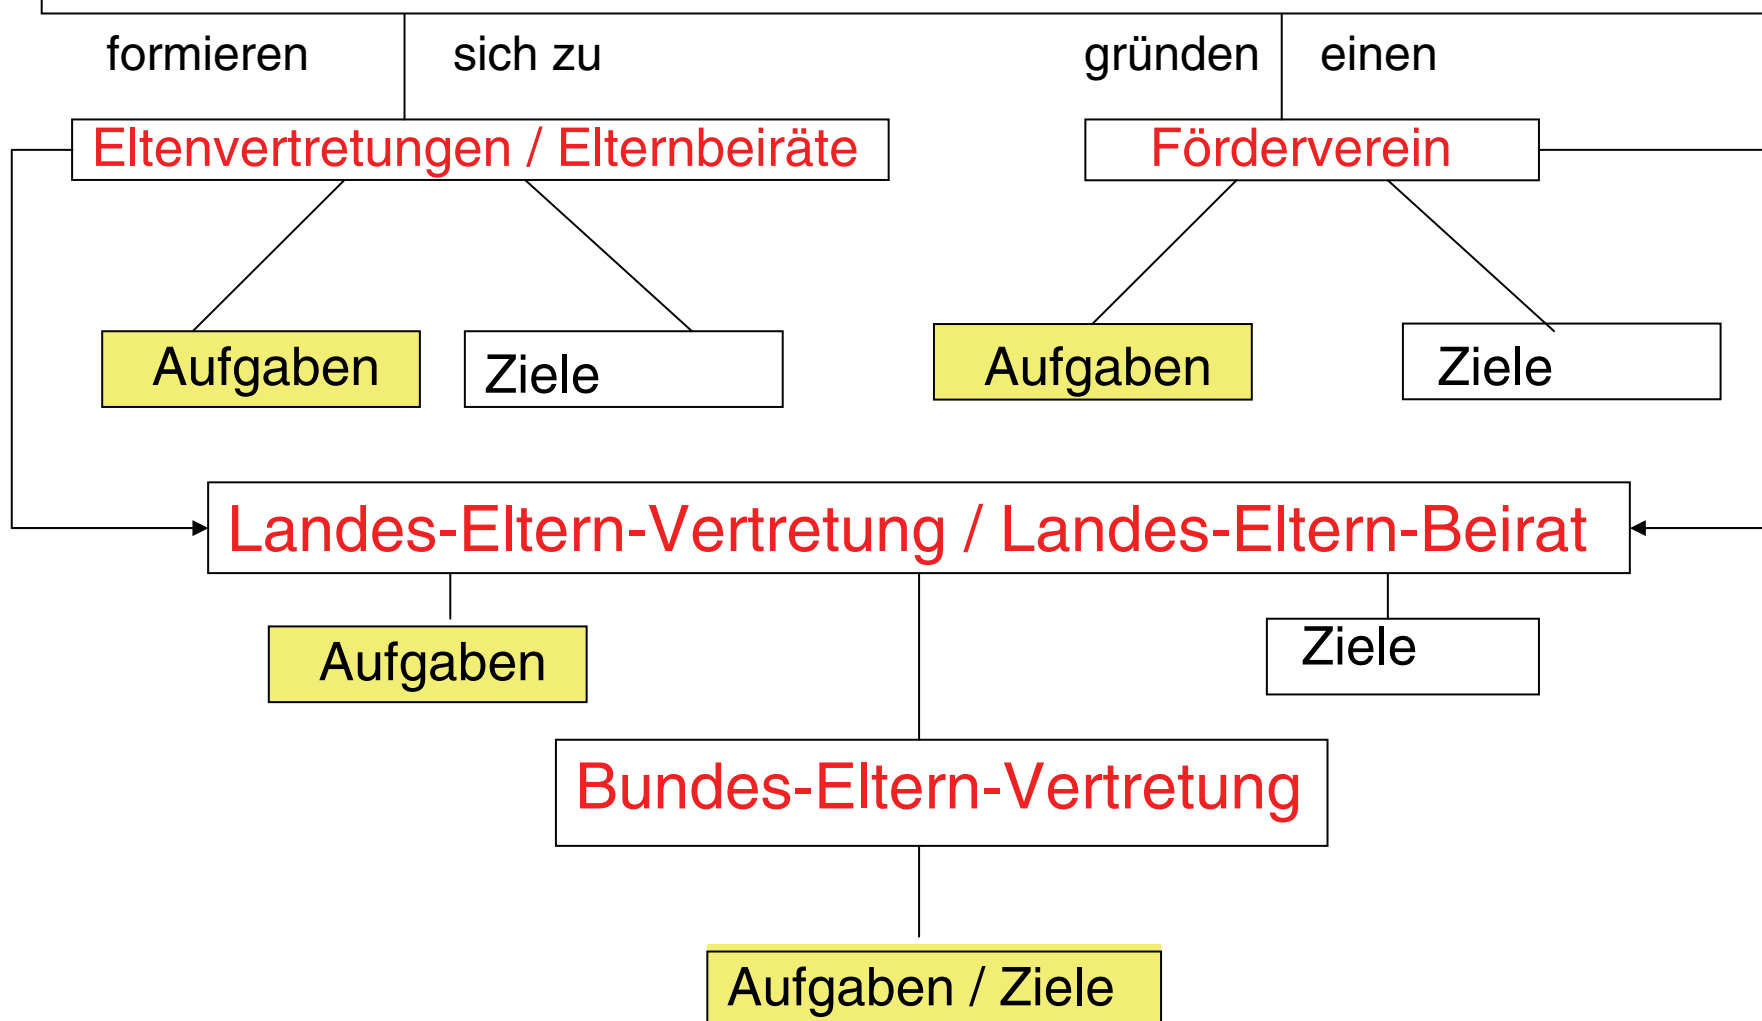 formieren sich zu gründen einen
Eltenvertretungen / Elternbeiräte Förderverein
Aufgaben Ziele Aufgaben Ziele
Landes-Eltern-Vertretung / Landes-Eltern-Beirat
Aufgaben Ziele
Bundes-Eltern-Vertretung
Aufgaben / Ziele